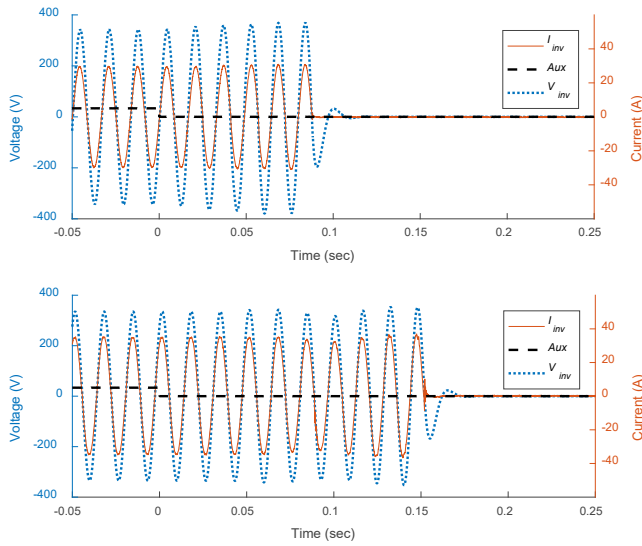 400
200
0
-200
-400
Voltage (V)
40
20
0
-20
-40
Current (A)
I inv
Aux
V inv
-0.05
0
0.05
0.1
0.15
0.2
0.25
Time (sec)
400
200
0
-200
-400
Voltage (V)
40
20
0
-20
-40
Current (A)
I inv
Aux
V inv
-0.05
0
0.05
0.1
0.15
0.2
0.25
Time (sec)